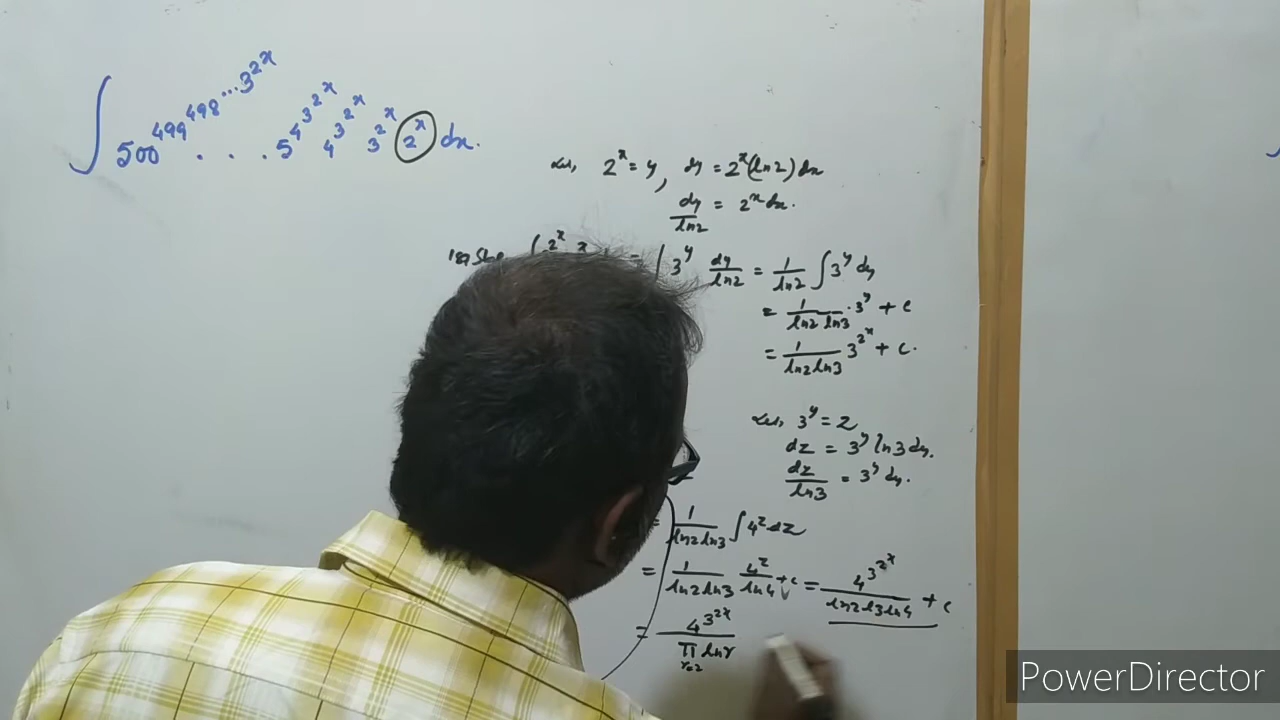 ∫ 500^499^498^...3^2^x . . . 5^4^3^2^x 4^3^2^x 3^2^x 2^x dx.
Let, 2^x = y, dy = 2^x (ln2) dx
dy/ln2 = 2^x dx.
∫ 3^y dy/ln2 = 1/ln2 ∫ 3^y dy
= 1/(ln2 ln3) · 3^y + c
= 1/(ln2 ln3) 3^2^x + c.
Let, 3^y = z
dz = 3^y ln3 dy.
dz/ln3 = 3^y dy.
= 1/(ln2 ln3) ∫ 4^z dz
= 1/(ln2 ln3) 4^z/ln4 + c = 4^3^2^x/(ln2 l3 ln4) + c
= 4^3^2^x/(π ln r) r=2
PowerDirector